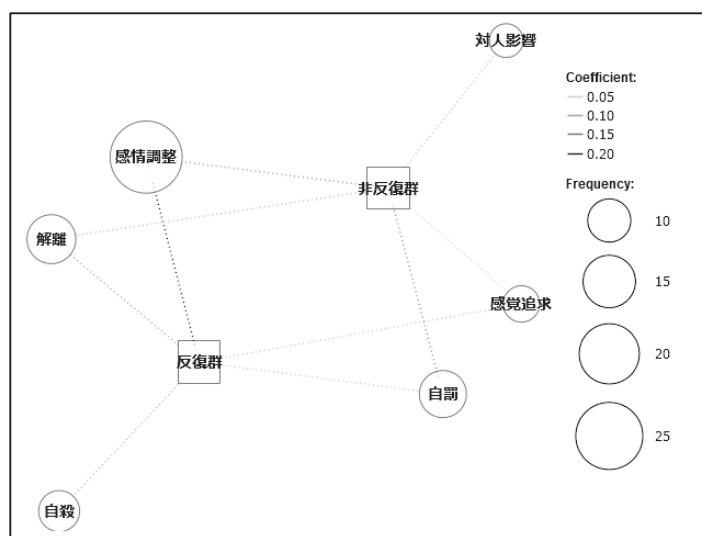 対人影響
感情調整
非反復群
解離
感覚追求
反復群
自罰
自殺
Coefficient:
0.05
0.10
0.15
0.20
Frequency:
10
15
20
25